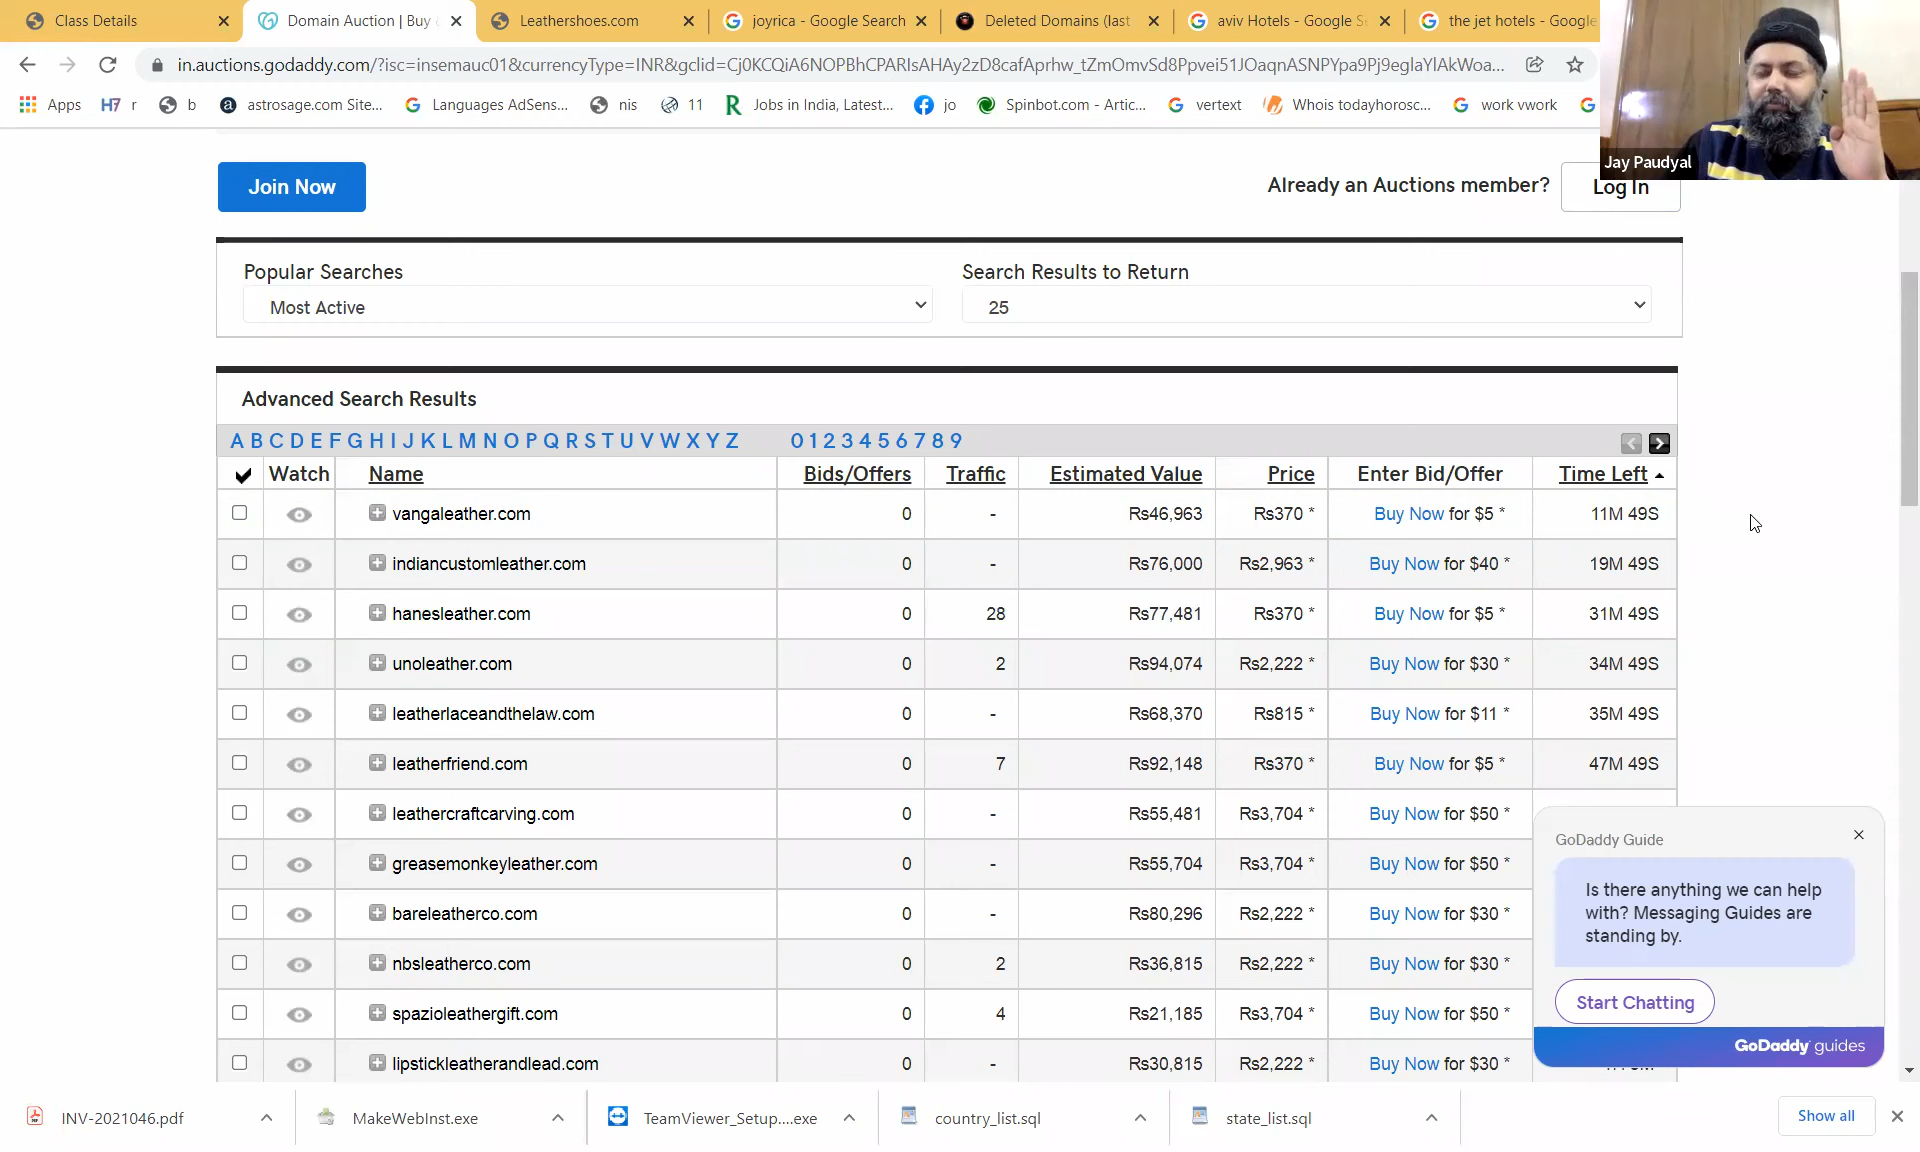 Class Details
Domain Auction | Buy
Leathershoes.com
joyrica - Google Search
Deleted Domains (last
aviv Hotels - Google Se
the jet hotels - Google
in.auctions.godaddy.com/?isc=insemauc01&currencyType=INR&gclid=Cj0KCQiA6NOPBhCPARIsAHAy2zD8cafAprhw_tZmOmvSd8Ppvei51JOaqnASNPYpa9Pj9eglaYlAkWoa...
Apps
H7 r
b
astrosage.com Site...
Languages AdSens...
nis
11
Jobs in India, Latest...
jo
Spinbot.com - Artic...
vertext
Whois todayhorosc...
work vwork
Jay Paudyal
Join Now
Already an Auctions member?
Log In
Popular Searches
Search Results to Return
Most Active
25
Advanced Search Results
A B C D E F G H I J K L M N O P Q R S T U V W X Y Z 0 1 2 3 4 5 6 7 8 9
Watch Name Bids/Offers Traffic Estimated Value Price Enter Bid/Offer Time Left
vangaleather.com 0 - Rs46,963 Rs370 * Buy Now for $5 * 11M 49S
indiancustomleather.com 0 - Rs76,000 Rs2,963 * Buy Now for $40 * 19M 49S
hanesleather.com 0 28 Rs77,481 Rs370 * Buy Now for $5 * 31M 49S
unoleather.com 0 2 Rs94,074 Rs2,222 * Buy Now for $30 * 34M 49S
leatherlaceandthelaw.com 0 - Rs68,370 Rs815 * Buy Now for $11 * 35M 49S
leatherfriend.com 0 7 Rs92,148 Rs370 * Buy Now for $5 * 47M 49S
leathercraftcarving.com 0 - Rs55,481 Rs3,704 * Buy Now for $50 *
greasemonkeyleather.com 0 - Rs55,704 Rs3,704 * Buy Now for $50 *
bareleatherco.com 0 - Rs80,296 Rs2,222 * Buy Now for $30 *
nbsleatherco.com 0 2 Rs36,815 Rs2,222 * Buy Now for $30 *
spazioleathergift.com 0 4 Rs21,185 Rs3,704 * Buy Now for $50 *
lipstickleatherandlead.com 0 - Rs30,815 Rs2,222 * Buy Now for $30 *
GoDaddy Guide
Is there anything we can help
with? Messaging Guides are
standing by.
Start Chatting
GoDaddy guides
INV-2021046.pdf
MakeWebInst.exe
TeamViewer_Setup....exe
country_list.sql
state_list.sql
Show all